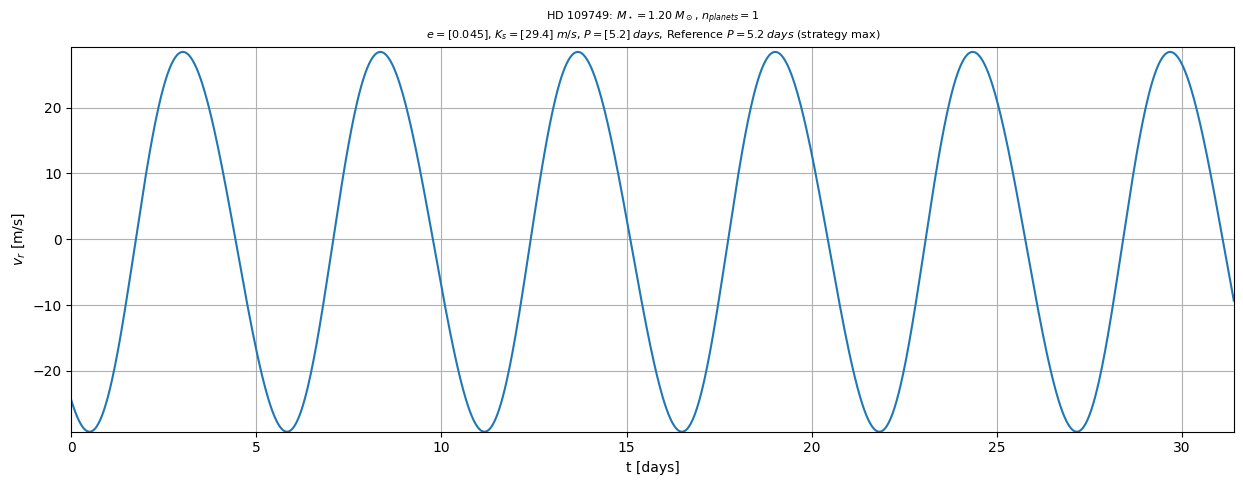 HD 109749: $M_\star = 1.20\ M_\odot$, $n_{planets} = 1$
$e = [0.045]$, $K_s = [29.4]\ m/s$, $P = [5.2]\ days$, Reference $P = 5.2\ days$ (strategy max)
$v_r$ [m/s]
20
10
0
−10
−20
0 5 10 15 20 25 30
t [days]